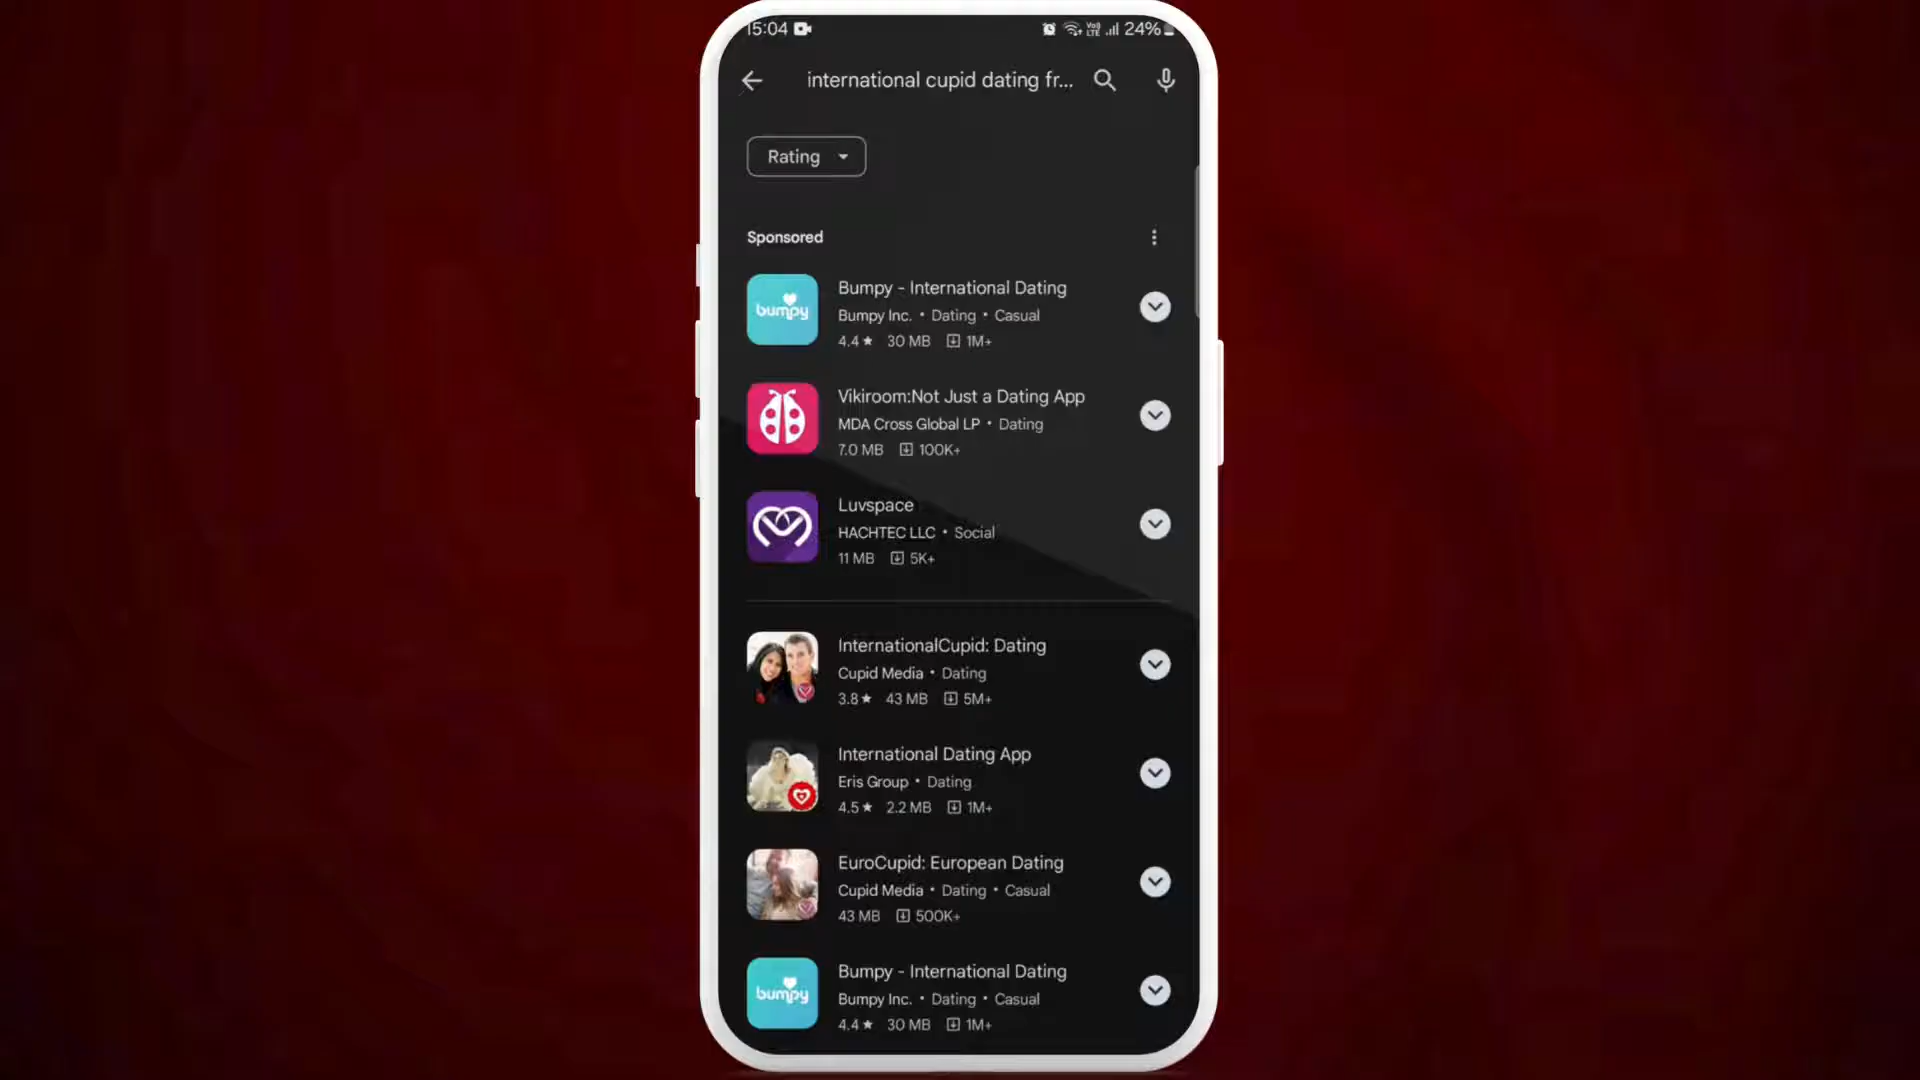 15:04 24%
international cupid dating fr...
Rating
Sponsored
bumpy
Bumpy - International Dating
Bumpy Inc. • Dating • Casual
4.4★ 30 MB 1M+
Vikiroom:Not Just a Dating App
MDA Cross Global LP • Dating
7.0 MB 100K+
Luvspace
HACHTEC LLC • Social
11 MB 5K+
InternationalCupid: Dating
Cupid Media • Dating
3.8★ 43 MB 5M+
International Dating App
Eris Group • Dating
4.5★ 2.2 MB 1M+
EuroCupid: European Dating
Cupid Media • Dating • Casual
43 MB 500K+
bumpy
Bumpy - International Dating
Bumpy Inc. • Dating • Casual
4.4★ 30 MB 1M+